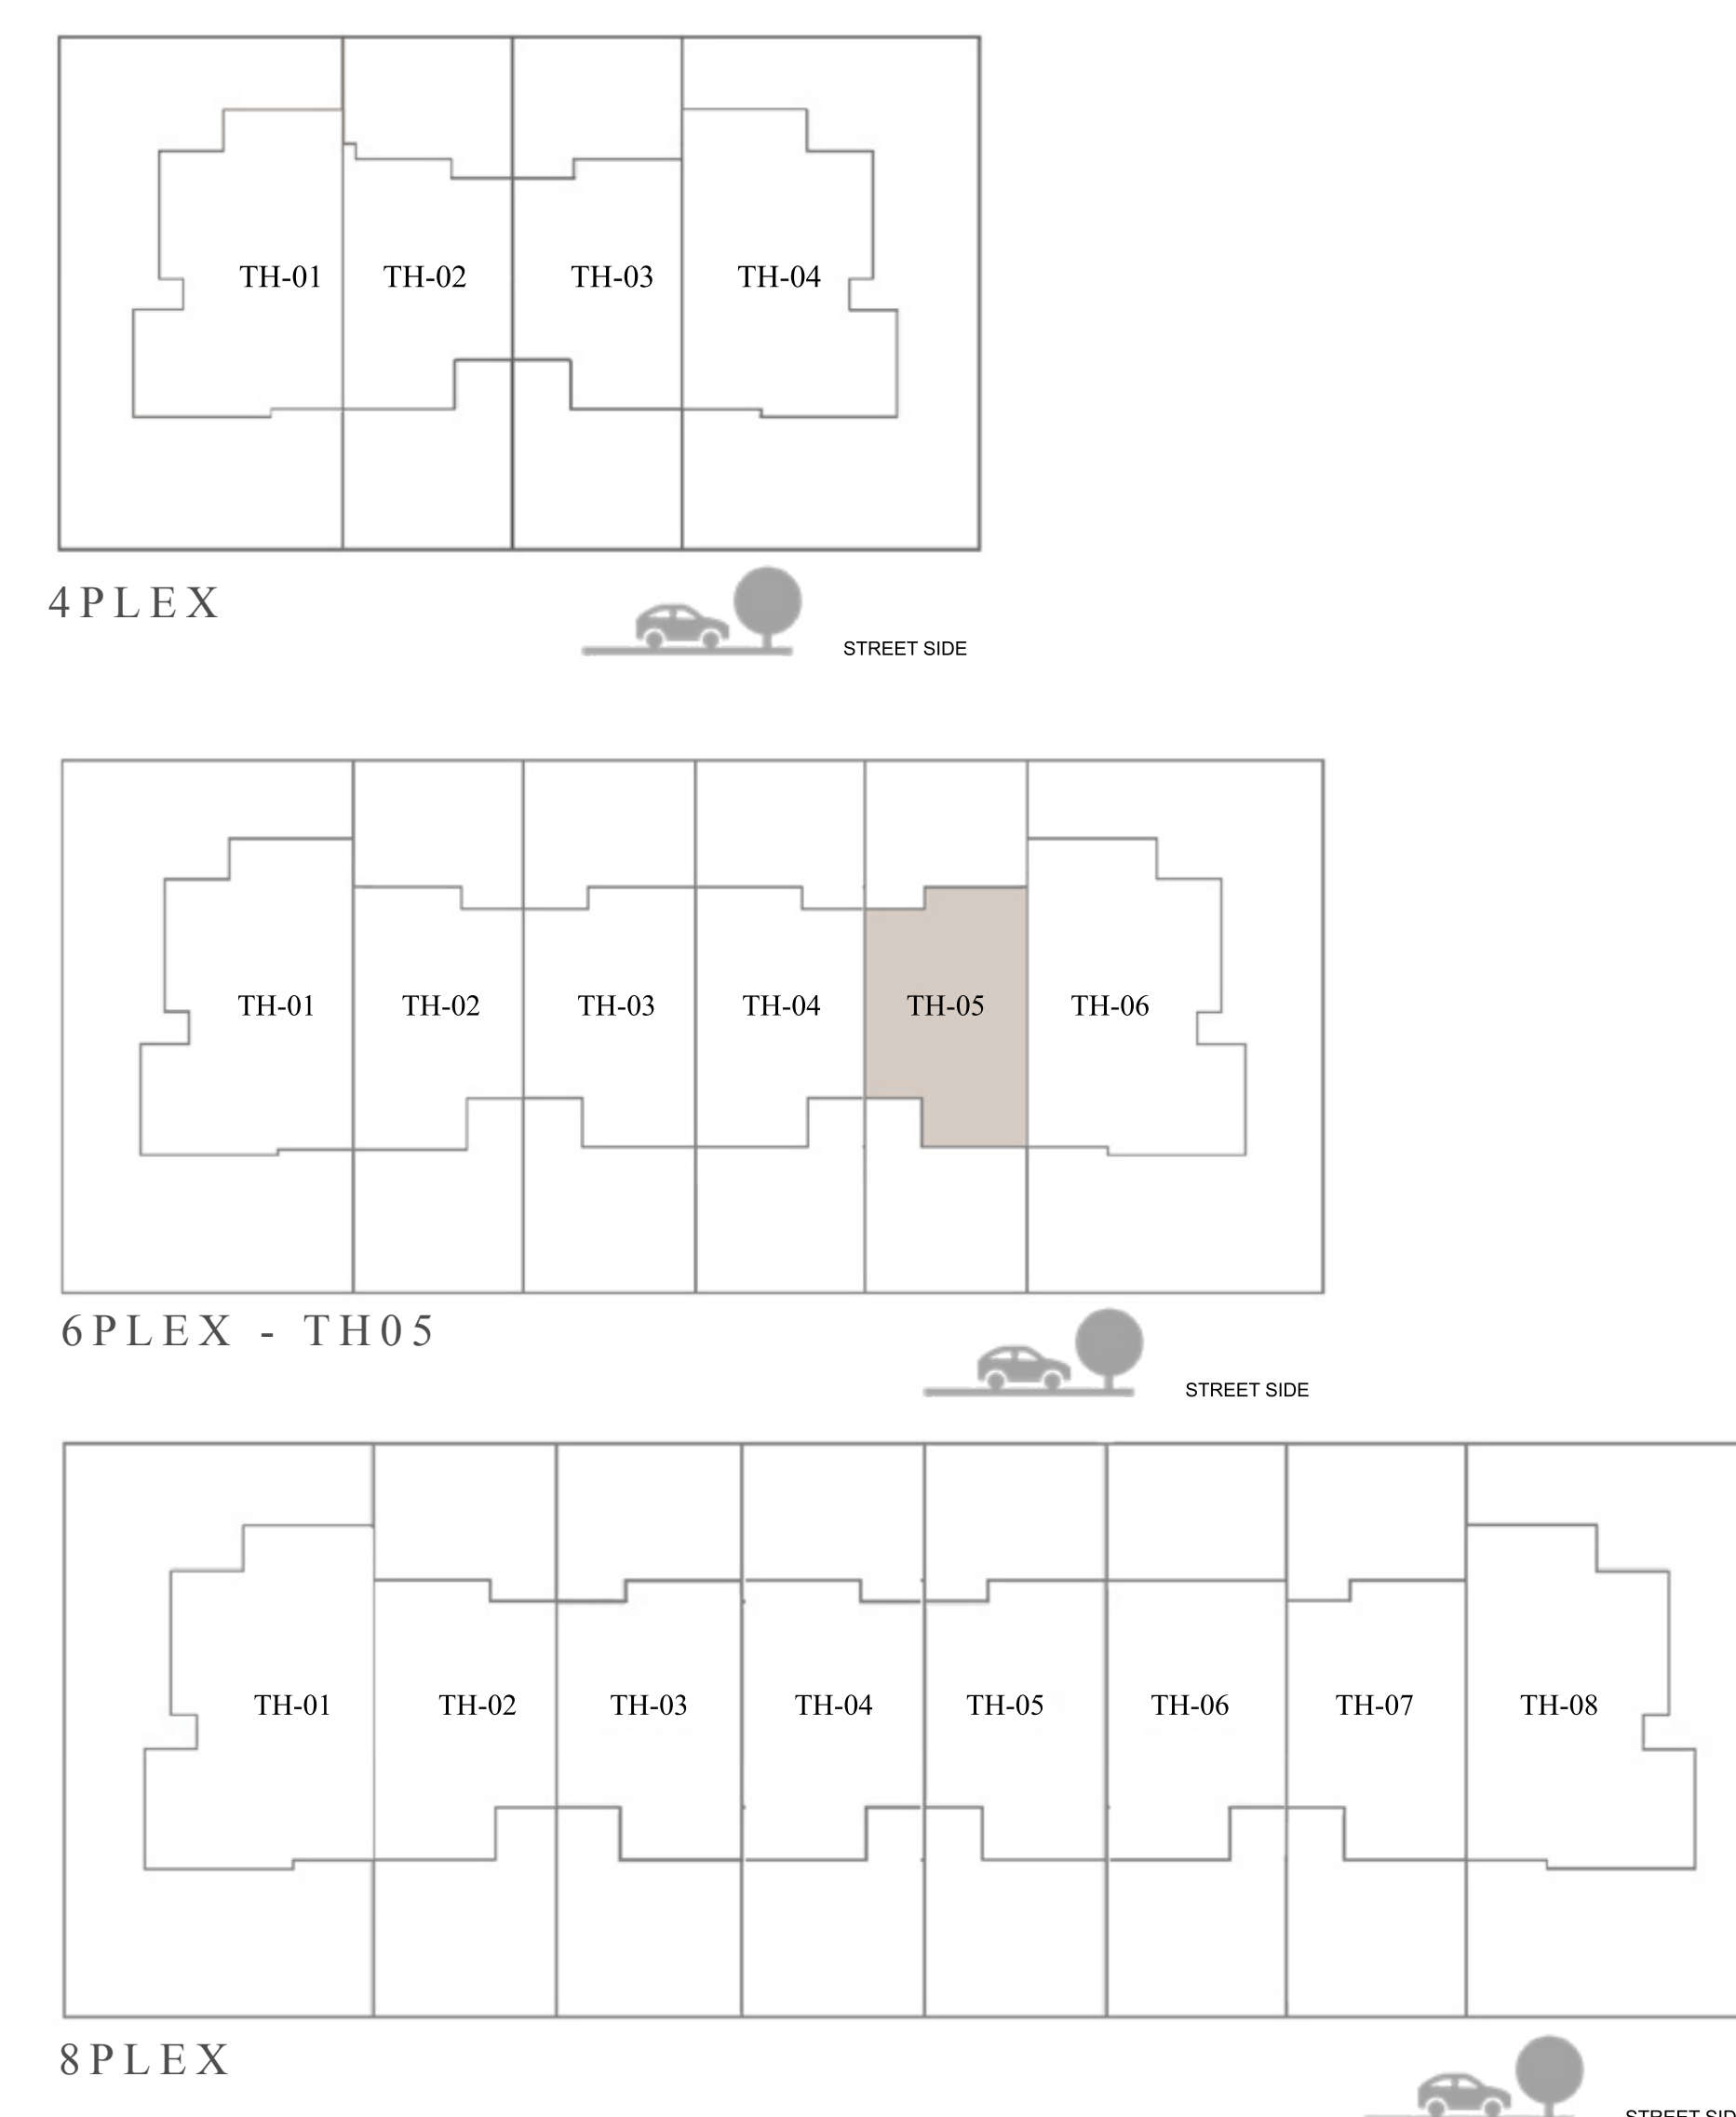 TH-01 TH-02 TH-03 TH-04
4PLEX
STREET SIDE
TH-01 TH-02 TH-03 TH-04 TH-05 TH-06
6PLEX - TH05
STREET SIDE
TH-01 TH-02 TH-03 TH-04 TH-05 TH-06 TH-07 TH-08
8PLEX